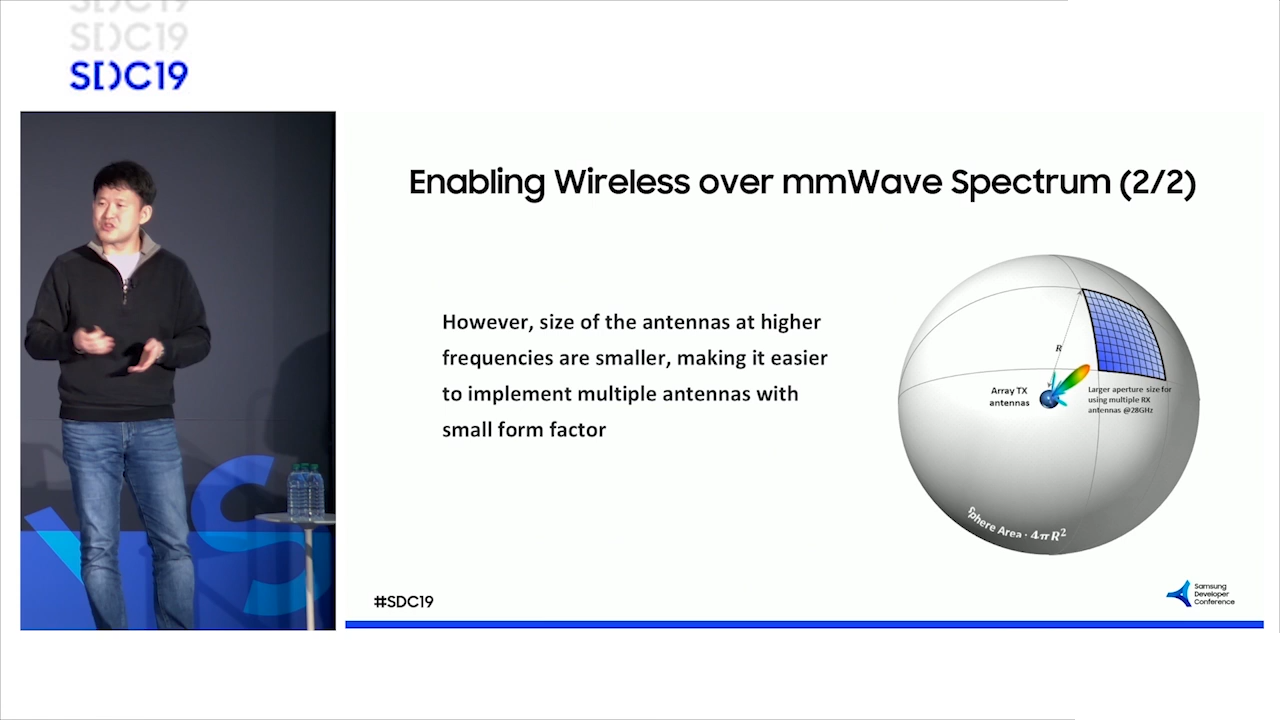 SDC19
SDC19
SDC19
Enabling Wireless over mmWave Spectrum (2/2)
However, size of the antennas at higher
frequencies are smaller, making it easier
to implement multiple antennas with
small form factor
R
Array TX
antennas
Larger aperture size for
using multiple RX
antennas @28GHz
Sphere Area · 4πR²
#SDC19
Samsung
Developer
Conference